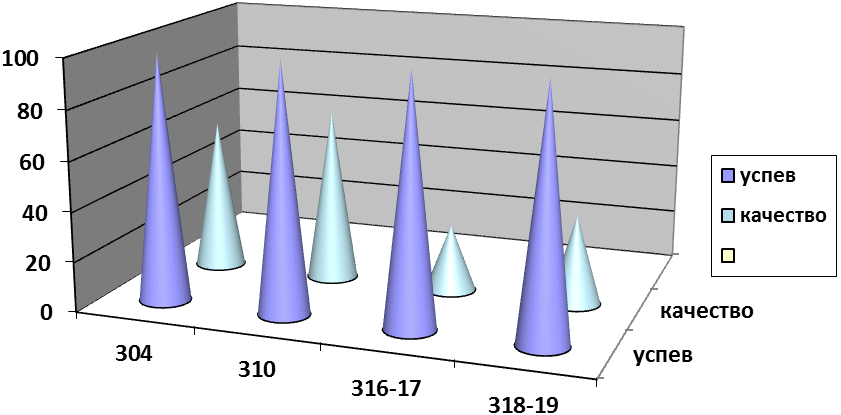 100
80
60
40
20
0
304
310
316-17
318-19
успев
качество
успев
качество